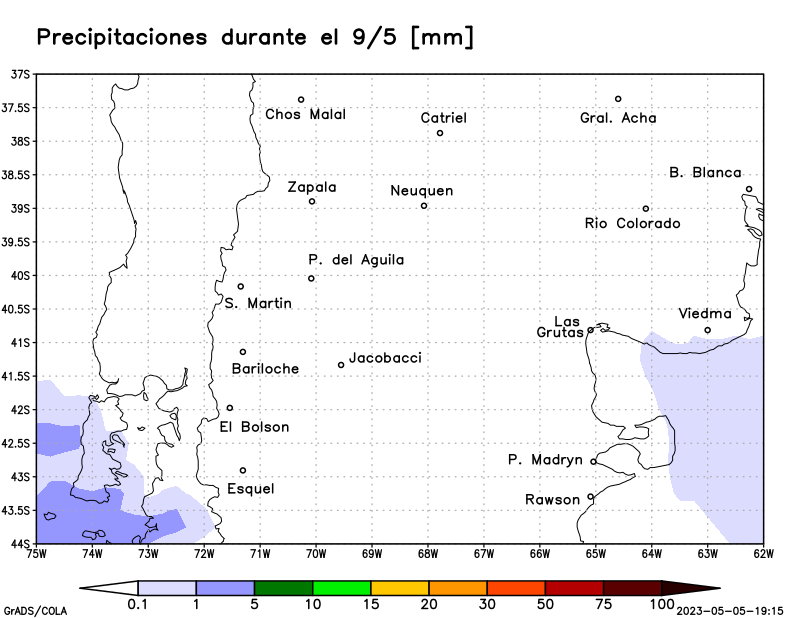 Precipitaciones durante el 9/5 [mm]
37S
Chos Malal
Gral. Acha
37.5S
Catriel
38S
B. Blanca
38.5S
Zapala
Neuquen
39S
Rio Colorado
39.5S
P. del Aguila
40S
S. Martin
40.5S
Viedma
Las
Grutas
41S
Jacobacci
Bariloche
41.5S
42S
El Bolson
42.5S
P. Madryn
43S
Esquel
Rawson
43.5S
44S
75W 74W 73W 72W 71W 70W 69W 68W 67W 66W 65W 64W 63W 62W
0.1 1 5 10 15 20 30 50 75 100
GrADS/COLA
2023-05-05-19:15